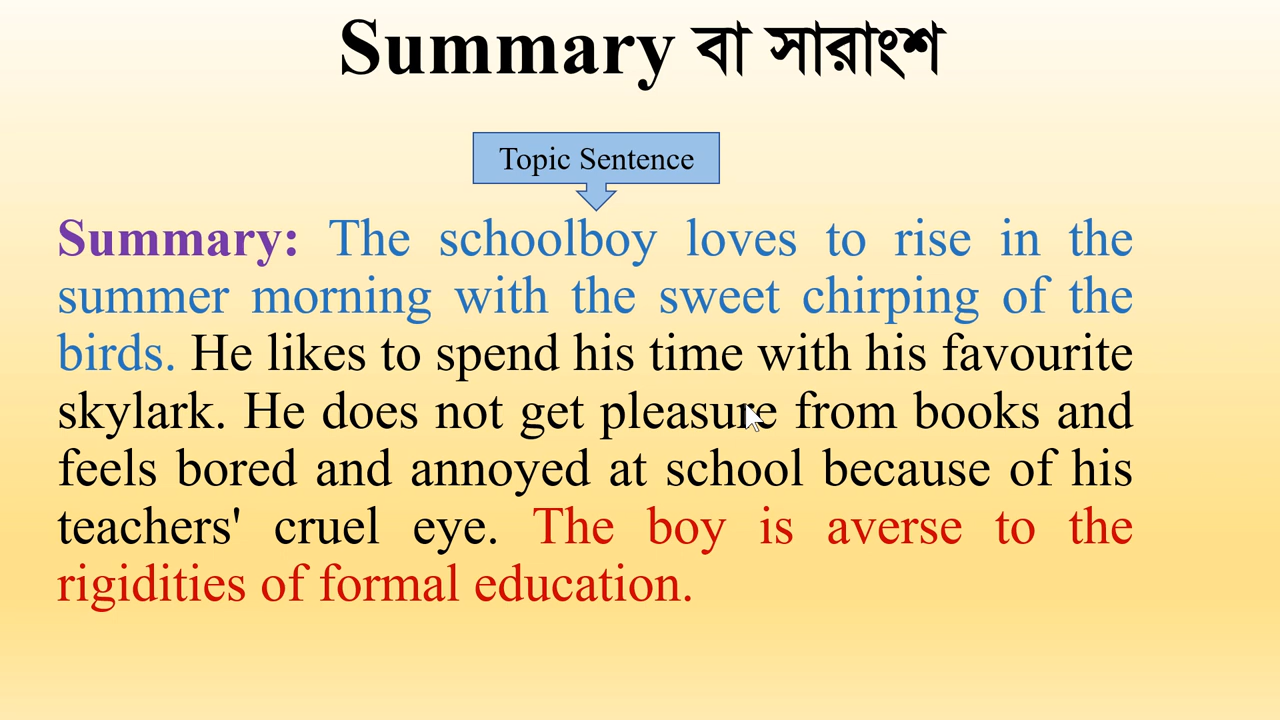 Summary বা সারাংশ
Topic Sentence
Summary: The schoolboy loves to rise in the
summer morning with the sweet chirping of the
birds. He likes to spend his time with his favourite
skylark. He does not get pleasure from books and
feels bored and annoyed at school because of his
teachers' cruel eye. The boy is averse to the
rigidities of formal education.